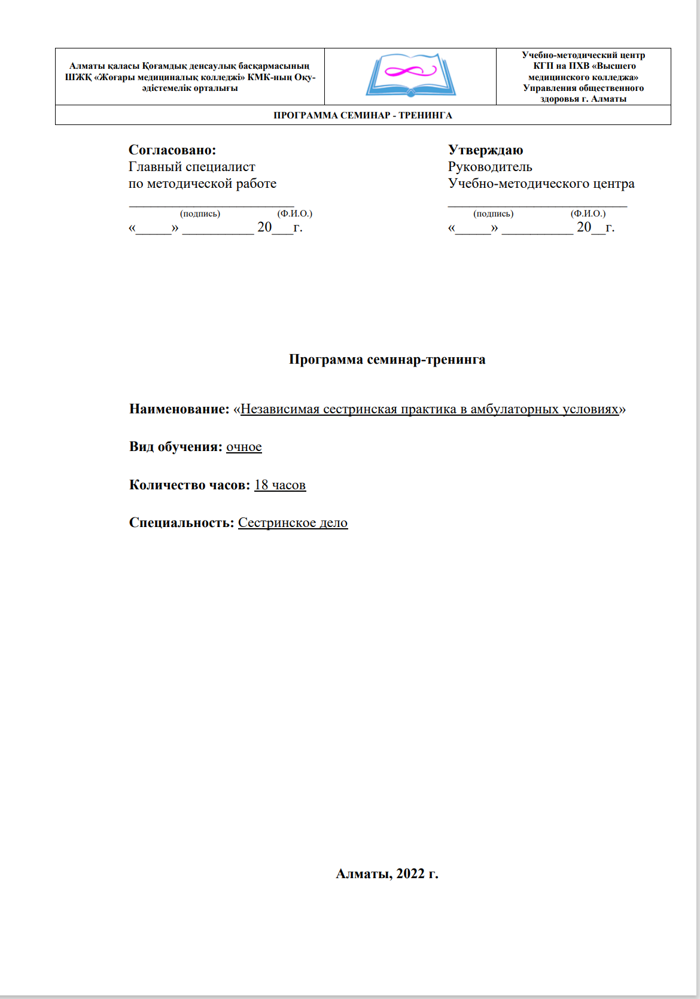 Алматы қаласы Қоғамдық денсаулық басқармасының
ШЖҚ «Жоғары медициналық колледжі» КМК-ның Оқу-
әдістемелік орталығы
Учебно-методический центр
КГП на ПХВ «Высшего
медицинского колледжа»
Управления общественного
здоровья г. Алматы
ПРОГРАММА СЕМИНАР - ТРЕНИНГА
Согласовано:
Главный специалист
по методической работе
_______________________
(подпись) (Ф.И.О.)
«_____» __________ 20___г.
Утверждаю
Руководитель
Учебно-методического центра
_________________________
(подпись) (Ф.И.О.)
«_____» __________ 20__г.
Программа семинар-тренинга
Наименование: «Независимая сестринская практика в амбулаторных условиях»
Вид обучения: очное
Количество часов: 18 часов
Специальность: Сестринское дело
Алматы, 2022 г.